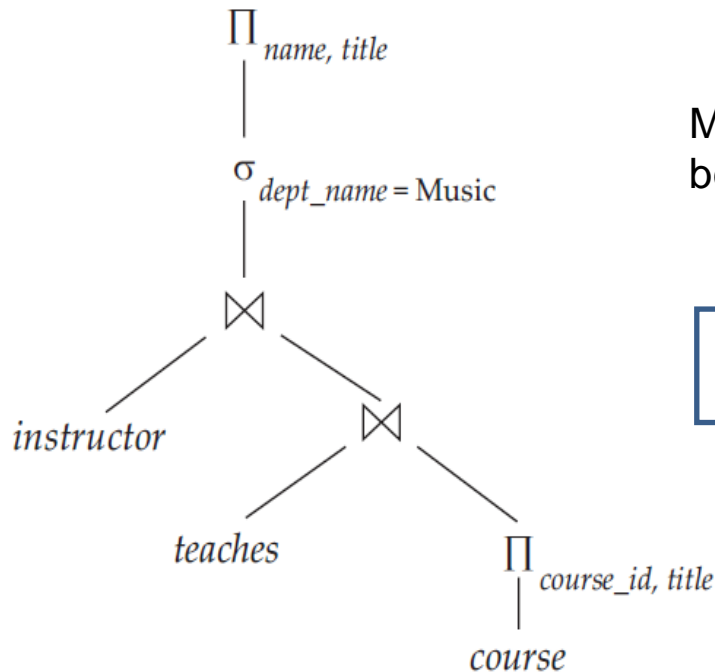 ∏ name, title
M
be
σ dept_name = Music
⋈
instructor
⋈
teaches
∏ course_id, title
course